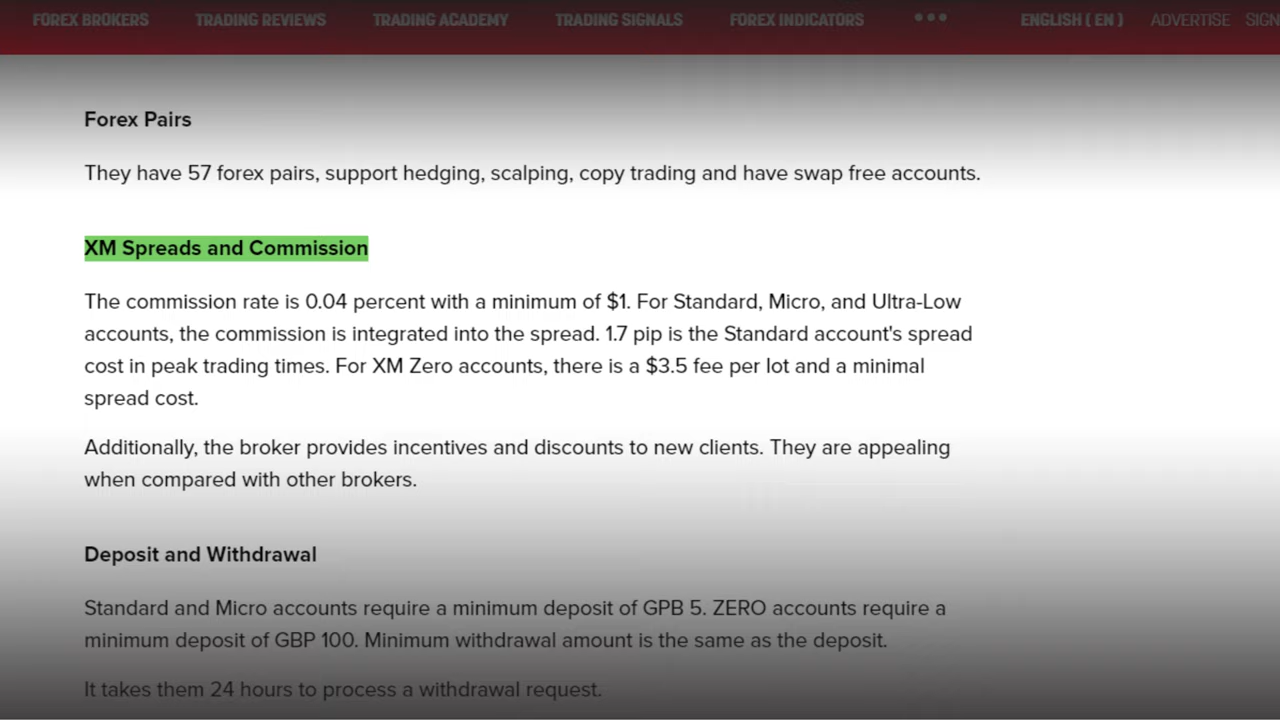 FOREX BROKERS TRADING REVIEWS TRADING ACADEMY TRADING SIGNALS FOREX INDICATORS ••• ENGLISH ( EN ) ADVERTISE SIGN
Forex Pairs
They have 57 forex pairs, support hedging, scalping, copy trading and have swap free accounts.
XM Spreads and Commission
The commission rate is 0.04 percent with a minimum of $1. For Standard, Micro, and Ultra-Low
accounts, the commission is integrated into the spread. 1.7 pip is the Standard account's spread
cost in peak trading times. For XM Zero accounts, there is a $3.5 fee per lot and a minimal
spread cost.
Additionally, the broker provides incentives and discounts to new clients. They are appealing
when compared with other brokers.
Deposit and Withdrawal
Standard and Micro accounts require a minimum deposit of GPB 5. ZERO accounts require a
minimum deposit of GBP 100. Minimum withdrawal amount is the same as the deposit.
It takes them 24 hours to process a withdrawal request.